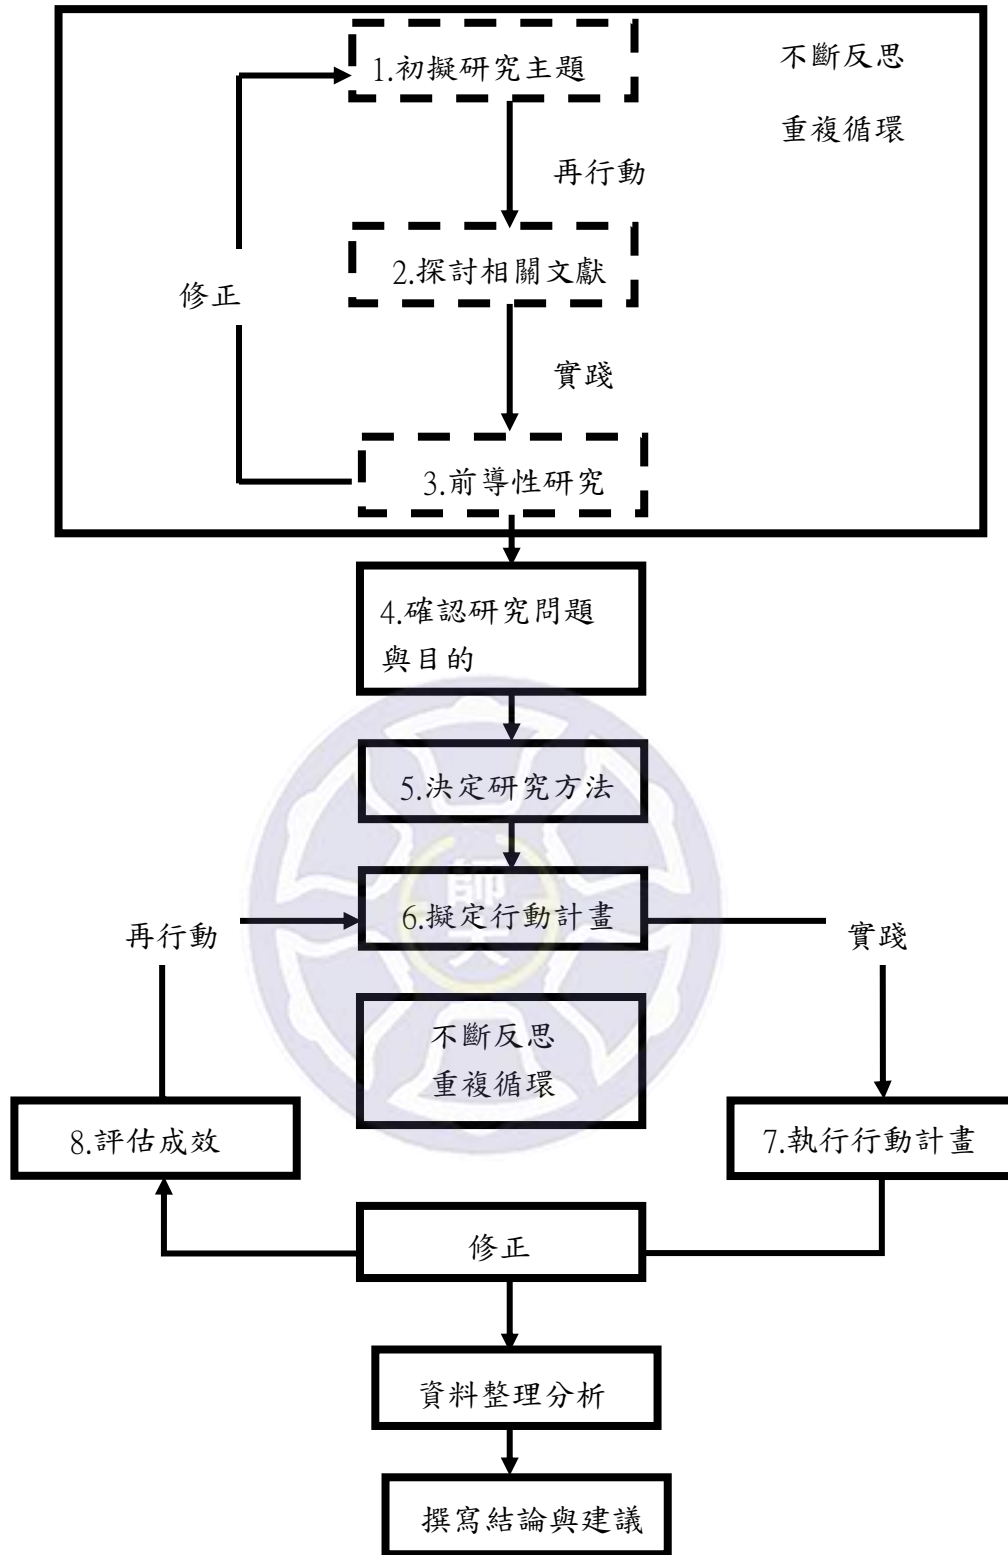 1.初擬研究主題
不斷反思
重複循環
再行動
2.探討相關文獻
修正
實踐
3.前導性研究
4.確認研究問題
與目的
5.決定研究方法
師大
6.擬定行動計畫
再行動
實踐
不斷反思
重複循環
8.評估成效
7.執行行動計畫
修正
資料整理分析
撰寫結論與建議